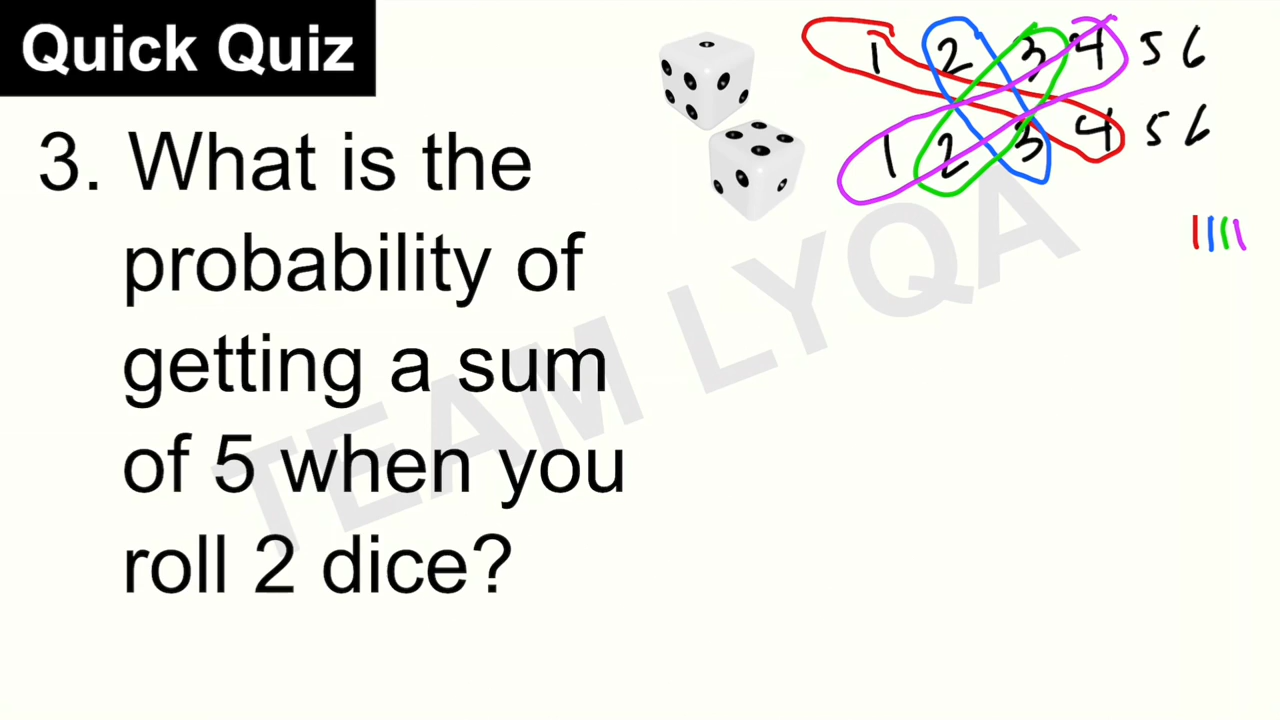 Quick Quiz
3. What is the
probability of
getting a sum
of 5 when you
roll 2 dice?
1 2 3 4 5 6
1 2 3 4 5 6
TEAM LYQA